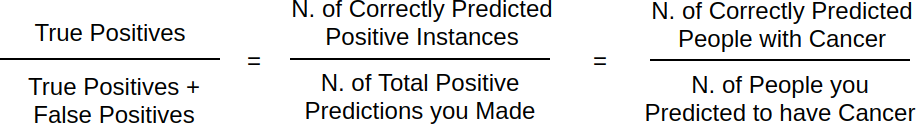 True Positives
True Positives +
False Positives
=
N. of Correctly Predicted
Positive Instances
N. of Total Positive
Predictions you Made
=
N. of Correctly Predicted
People with Cancer
N. of People you
Predicted to have Cancer